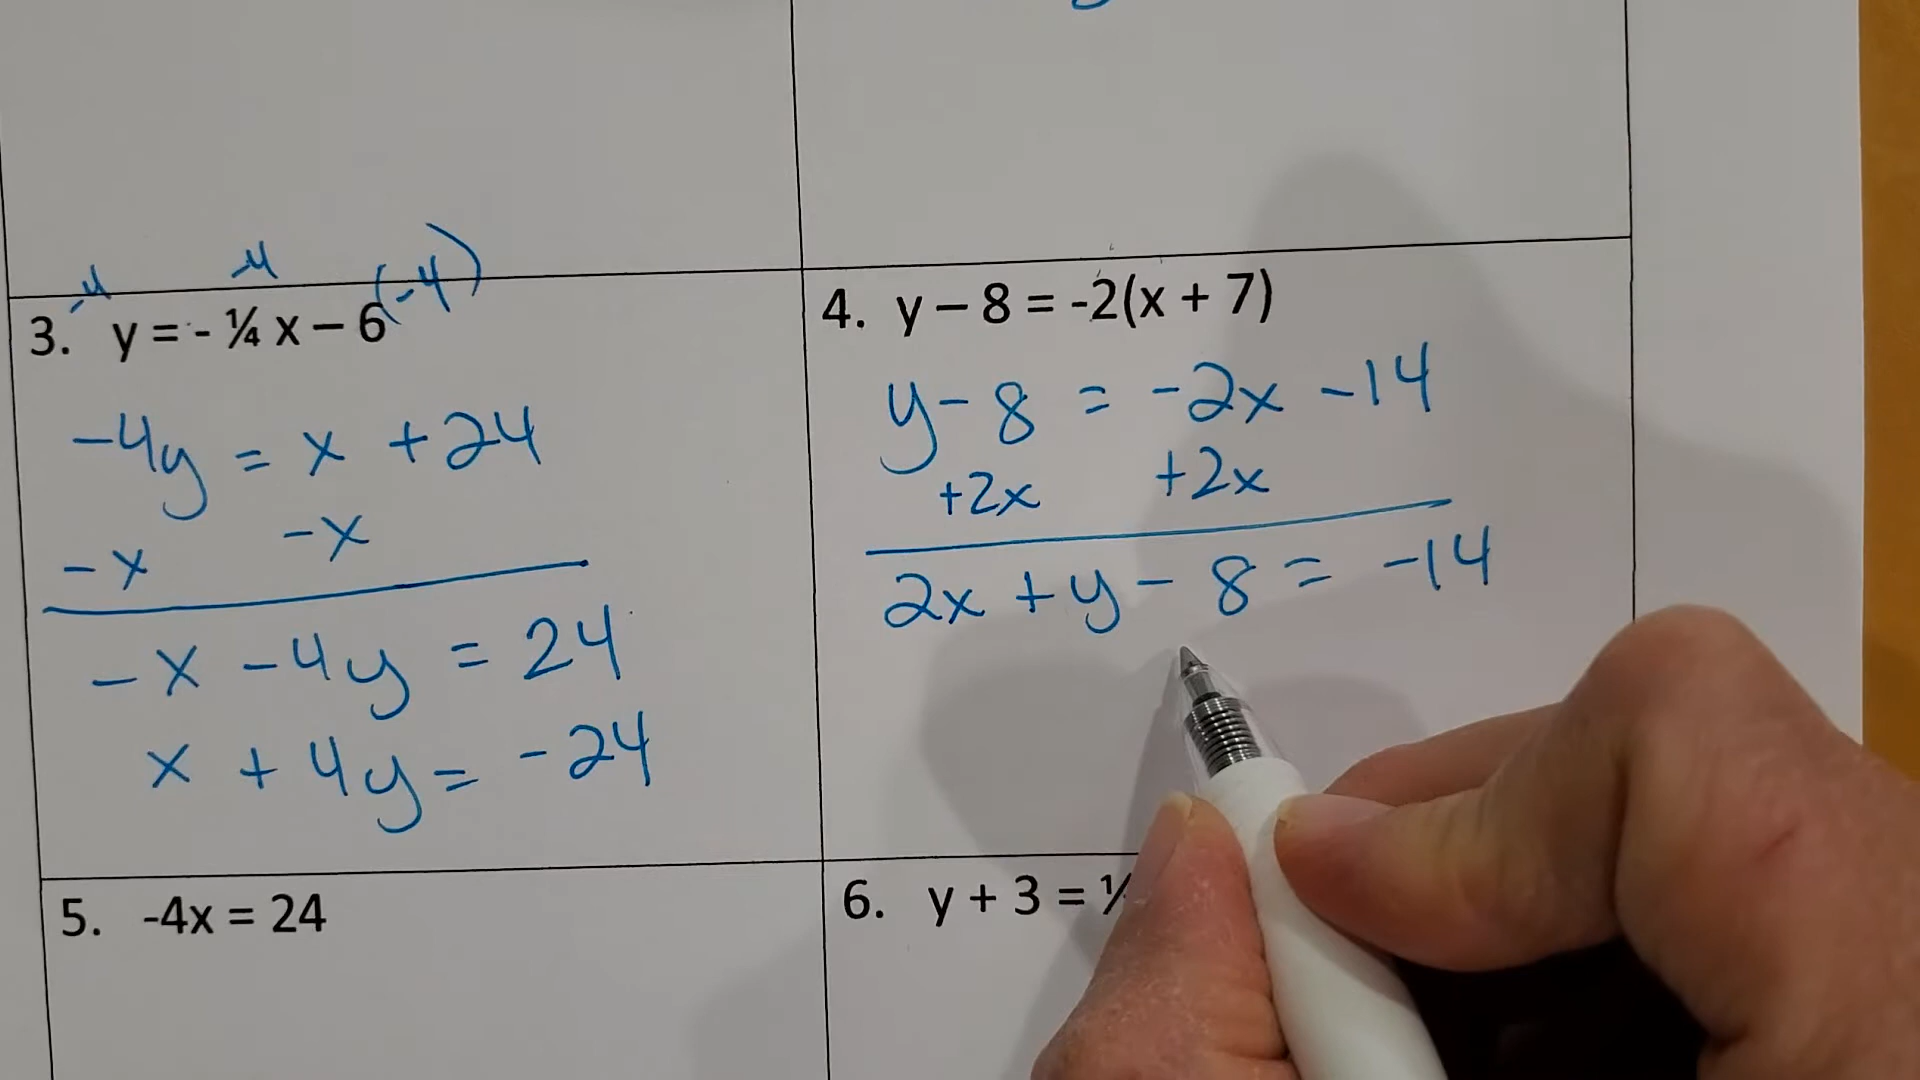 -4 -4 (-4)
3. y = - ¼ x – 6
-4y = x + 24
-x -x
-x - 4y = 24
x + 4y = -24
4. y – 8 = -2(x + 7)
y - 8 = -2x - 14
+2x +2x
2x + y - 8 = -14
5. -4x = 24
6. y + 3 =